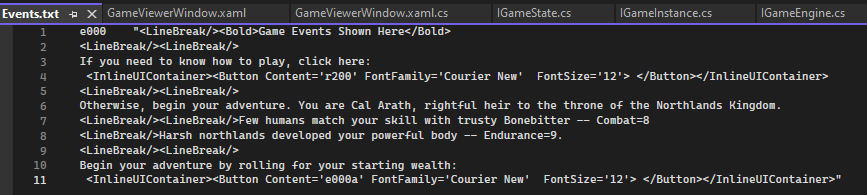 Events.txt GameViewerWindow.xaml GameViewerWindow.xaml.cs IGameState.cs IGameInstance.cs IGameEngine.cs
1 e000 "<LineBreak/><Bold>Game Events Shown Here</Bold>
2 <LineBreak/><LineBreak/>
3 If you need to know how to play, click here:
4 <InlineUIContainer><Button Content='r200' FontFamily='Courier New' FontSize='12'> </Button></InlineUIContainer>
5 <LineBreak/><LineBreak/>
6 Otherwise, begin your adventure. You are Cal Arath, rightful heir to the throne of the Northlands Kingdom.
7 <LineBreak/><LineBreak/>Few humans match your skill with trusty Bonebitter -- Combat=8
8 <LineBreak/>Harsh northlands developed your powerful body -- Endurance=9.
9 <LineBreak/><LineBreak/>
10 Begin your adventure by rolling for your starting wealth:
11 <InlineUIContainer><Button Content='e000a' FontFamily='Courier New' FontSize='12'> </Button></InlineUIContainer>"